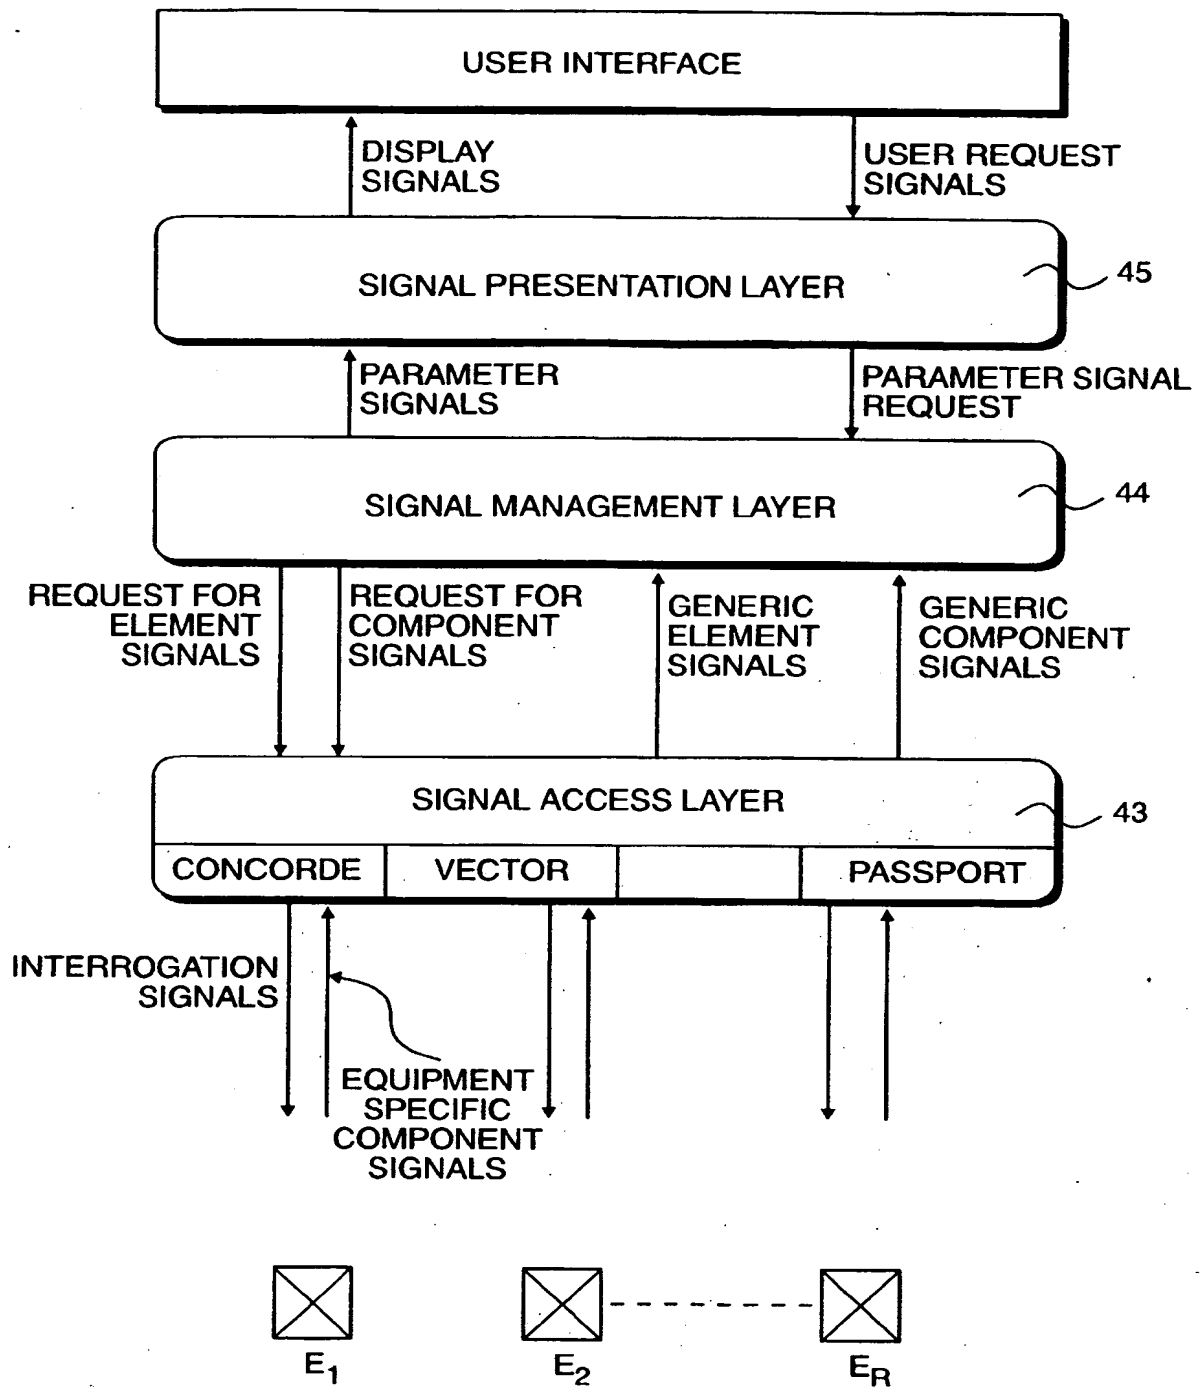 USER INTERFACE
DISPLAY
SIGNALS
USER REQUEST
SIGNALS
SIGNAL PRESENTATION LAYER
45
PARAMETER
SIGNALS
PARAMETER SIGNAL
REQUEST
SIGNAL MANAGEMENT LAYER
44
REQUEST FOR
ELEMENT
SIGNALS
REQUEST FOR
COMPONENT
SIGNALS
GENERIC
ELEMENT
SIGNALS
GENERIC
COMPONENT
SIGNALS
SIGNAL ACCESS LAYER
43
CONCORDE
VECTOR
PASSPORT
INTERROGATION
SIGNALS
EQUIPMENT
SPECIFIC
COMPONENT
SIGNALS
E1
E2
ER